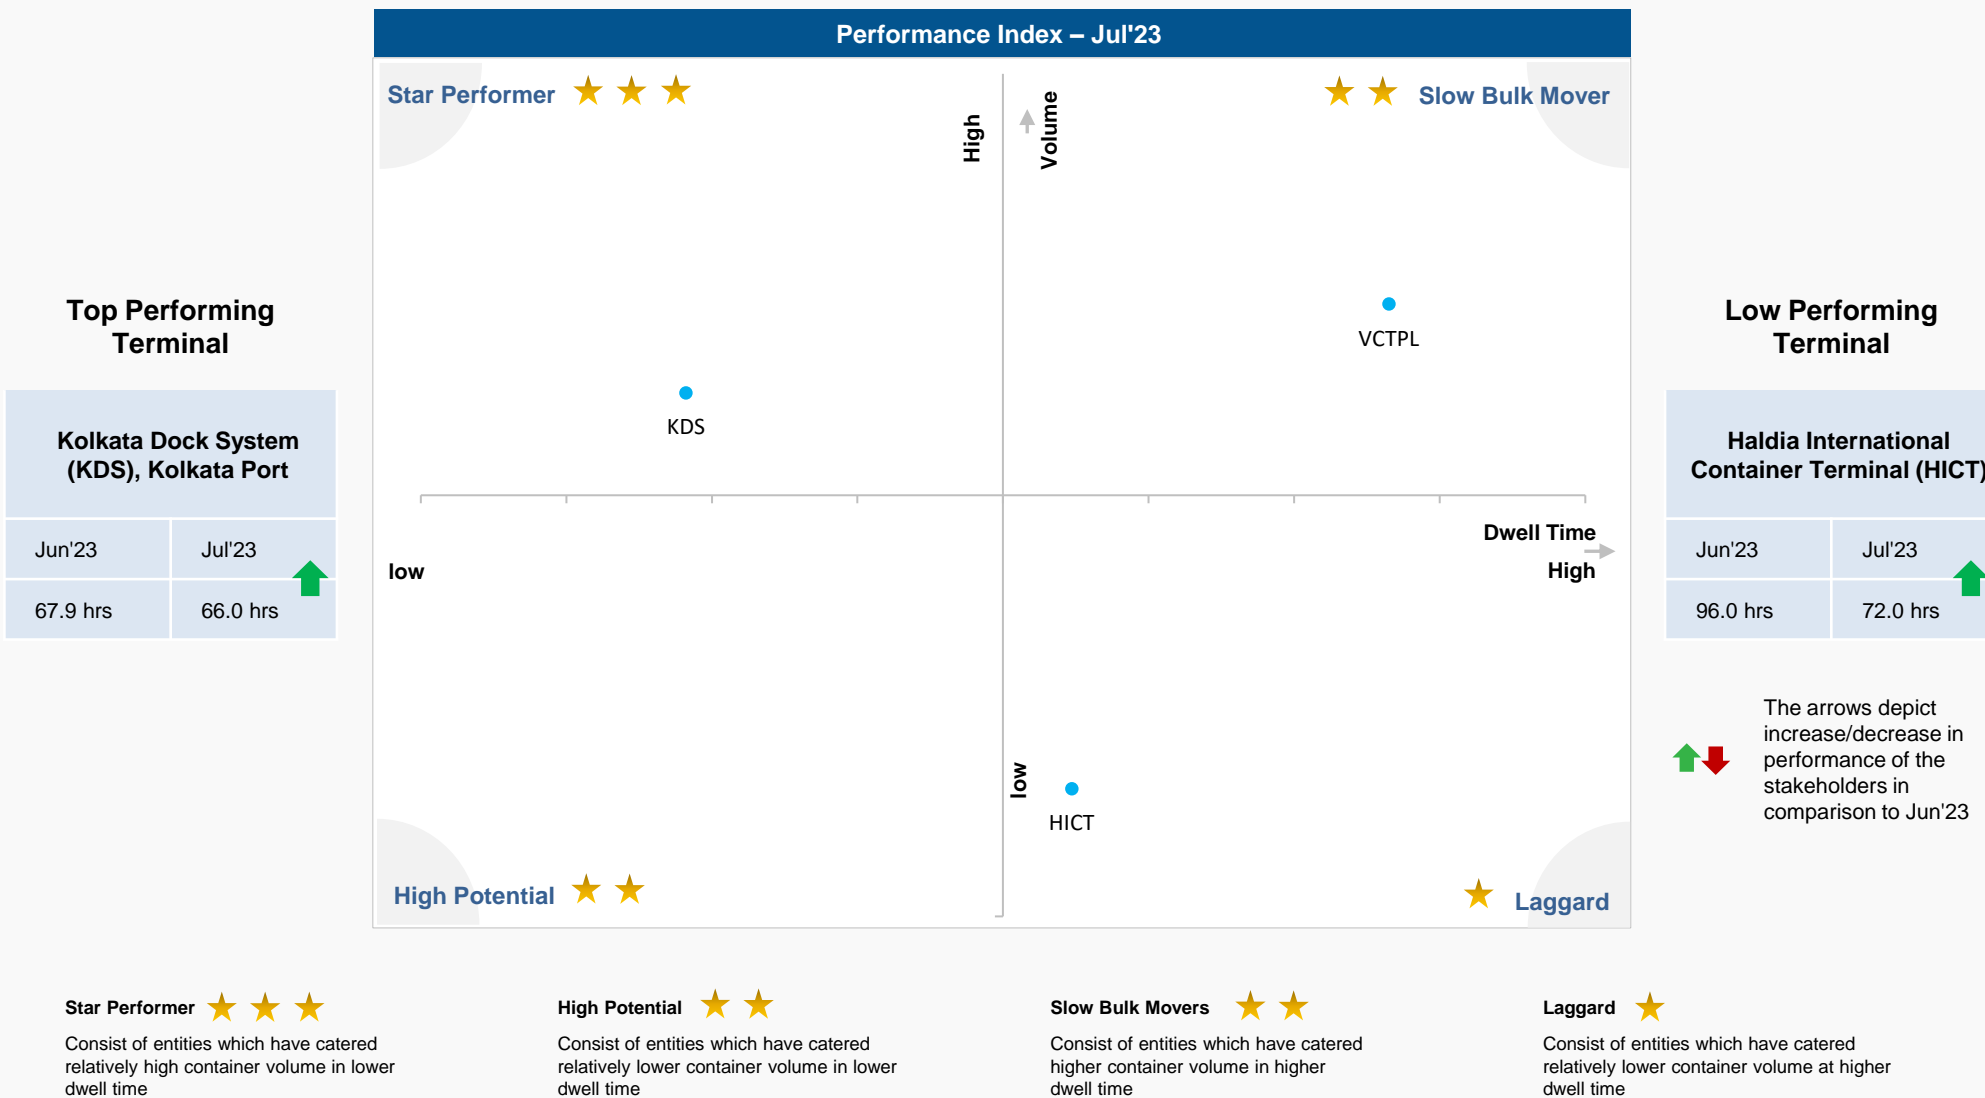 Performance Index – Jul'23
Star Performer
Slow Bulk Mover
High
Volume
VCTPL
KDS
Dwell Time
High
low
low
HICT
High Potential
Laggard
Top Performing
Terminal
Kolkata Dock System
(KDS), Kolkata Port
Jun'23 Jul'23
67.9 hrs 66.0 hrs
Low Performing
Terminal
Haldia International
Container Terminal (HICT)
Jun'23 Jul'23
96.0 hrs 72.0 hrs
The arrows depict
increase/decrease in
performance of the
stakeholders in
comparison to Jun'23
Star Performer
Consist of entities which have catered
relatively high container volume in lower
dwell time
High Potential
Consist of entities which have catered
relatively lower container volume in lower
dwell time
Slow Bulk Movers
Consist of entities which have catered
higher container volume in higher
dwell time
Laggard
Consist of entities which have catered
relatively lower container volume at higher
dwell time